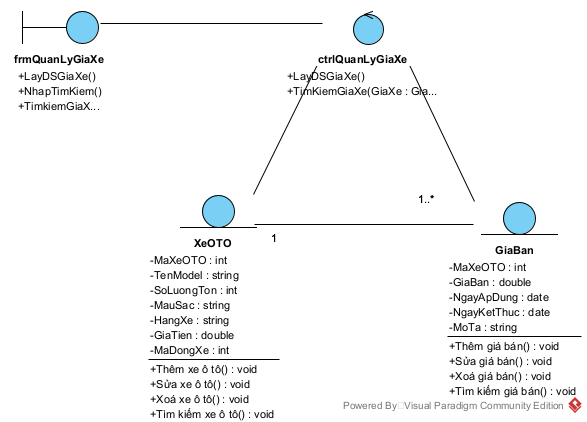 frmQuanLyGiaXe
+LayDSGiaXe()
+NhapTimKiem()
+TimkiemGiaX...
ctrlQuanLyGiaXe
+LayDSGiaXe()
+TimKiemGiaXe(GiaXe : Gia...
1..*
1
XeOTO
-MaXeOTO : int
-TenModel : string
-SoLuongTon : int
-MauSac : string
-HangXe : string
-GiaTien : double
-MaDongXe : int
+Thêm xe ô tô() : void
+Sửa xe ô tô() : void
+Xoá xe ô tô() : void
+Tìm kiếm xe ô tô() : void
GiaBan
-MaXeOTO : int
-GiaBan : double
-NgayApDung : date
-NgayKetThuc : date
-MoTa : string
+Thêm giá bán() : void
+Sửa giá bán() : void
+Xoá giá bán() : void
+Tìm kiếm giá bán() : void
Powered By Visual Paradigm Community Edition